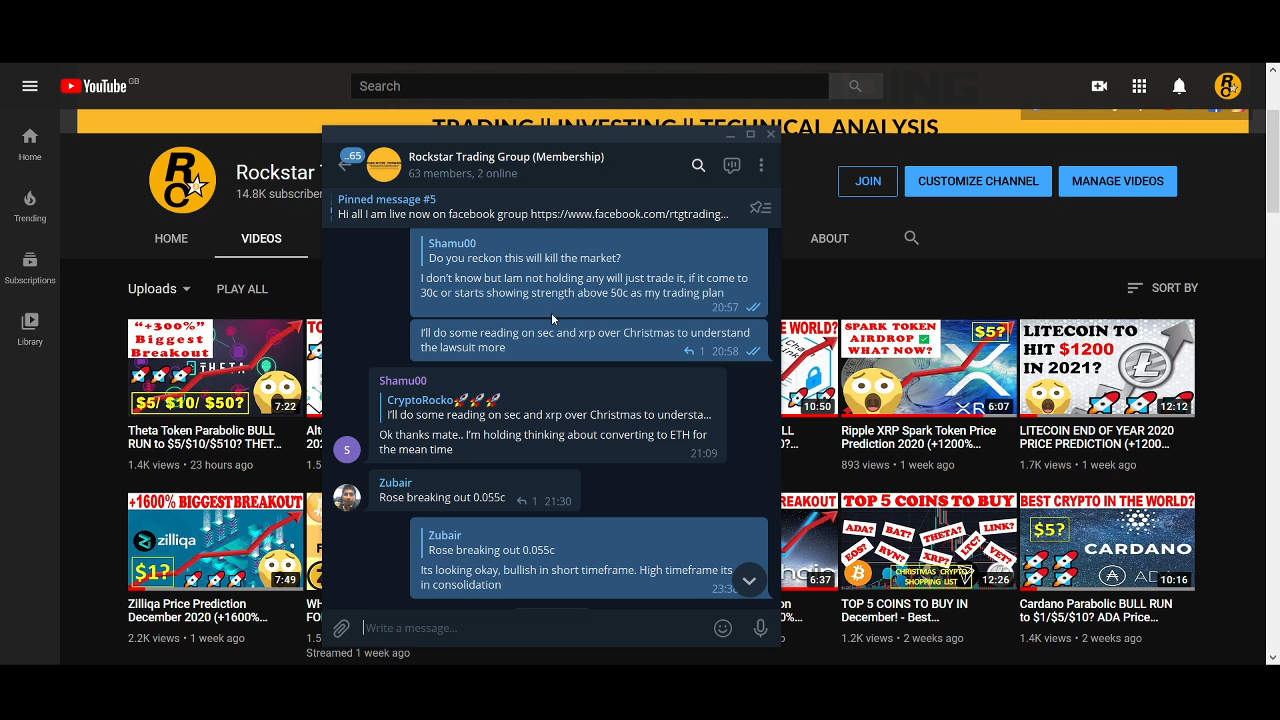 YouTube GB
Search
TRADING || INVESTING || TECHNICAL ANALYSIS
Home
Trending
Subscriptions
Library
Rockstar
14.8K
JOIN
CUSTOMIZE CHANNEL
MANAGE VIDEOS
HOME
VIDEOS
ABOUT
Uploads
PLAY ALL
SORT BY
..65
Rockstar Trading Group (Membership)
63 members, 2 online
Pinned message #5
Hi all I am live now on facebook group https://www.facebook.com/rtgtrading...
Shamu00
Do you reckon this will kill the market?
I don't know but Iam not holding any will just trade it, if it come to
30c or starts showing strength above 50c as my trading plan
20:57
I'll do some reading on sec and xrp over Christmas to understand
the lawsuit more
1 20:58
Shamu00
CryptoRocko🚀🚀🚀
I'll do some reading on sec and xrp over Christmas to understa...
Ok thanks mate.. I'm holding thinking about converting to ETH for
the mean time
21:09
S
Zubair
Rose breaking out 0.055c
1 21:30
Zubair
Rose breaking out 0.055c
Its looking okay, bullish in short timeframe. High timeframe its
in consolidation
Write a message...
"+300%"
Biggest
Breakout
THETA
$5/ $10/ $50?
7:22
Theta Token Parabolic BULL
RUN to $5/$10/$510? THET...
1.4K views • 23 hours ago
10:50
SPARK TOKEN
AIRDROP
WHAT NOW?
$5?
6:07
Ripple XRP Spark Token Price
Prediction 2020 (+1200%...
893 views • 1 week ago
LITECOIN TO
HIT $1200
IN 2021?
12:12
LITECOIN END OF YEAR 2020
PRICE PREDICTION (+1200...
1.7K views • 1 week ago
+1600% BIGGEST BREAKOUT
zilliqa
$1?
7:49
Zilliqa Price Prediction
December 2020 (+1600%...
2.2K views • 1 week ago
Streamed 1 week ago
6:37
TOP 5 COINS TO BUY
ADA?
BAT?
THETA?
LINK?
EOS?
RVN?
XRP?
LTC?
VET?
CHRISTMAS CRYPTO
SHOPPING LIST
12:26
TOP 5 COINS TO BUY IN
December! - Best...
1.2K views • 2 weeks ago
BEST CRYPTO IN THE WORLD?
$5?
CARDANO
10:16
Cardano Parabolic BULL RUN
to $1/$5/$10? ADA Price...
1.4K views • 2 weeks ago